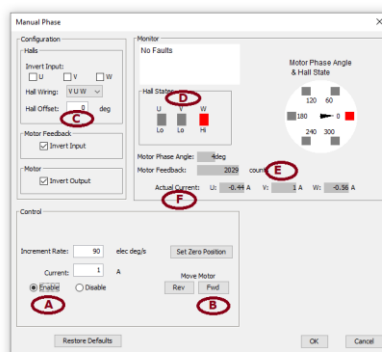 Manual Phase
Configuration
Halls
Invert Input:
U V W
Hall Wiring: V U W
Hall Offset: 0 deg
C
Motor Feedback
Invert Input
Motor
Invert Output
Monitor
No Faults
Hall States
D
U V W
Lo Lo Hi
Motor Phase Angle
& Hall State
120 60
180 0
240 300
Motor Phase Angle: 4deg
Motor Feedback: 2029 counts
E
Actual Current: U: -0.44 A V: 1 A W: -0.56 A
F
Control
Increment Rate: 90 elec deg/s
Set Zero Position
Current: 1 A
Move Motor
Enable Disable
Rev Fwd
A
B
Restore Defaults
OK Cancel